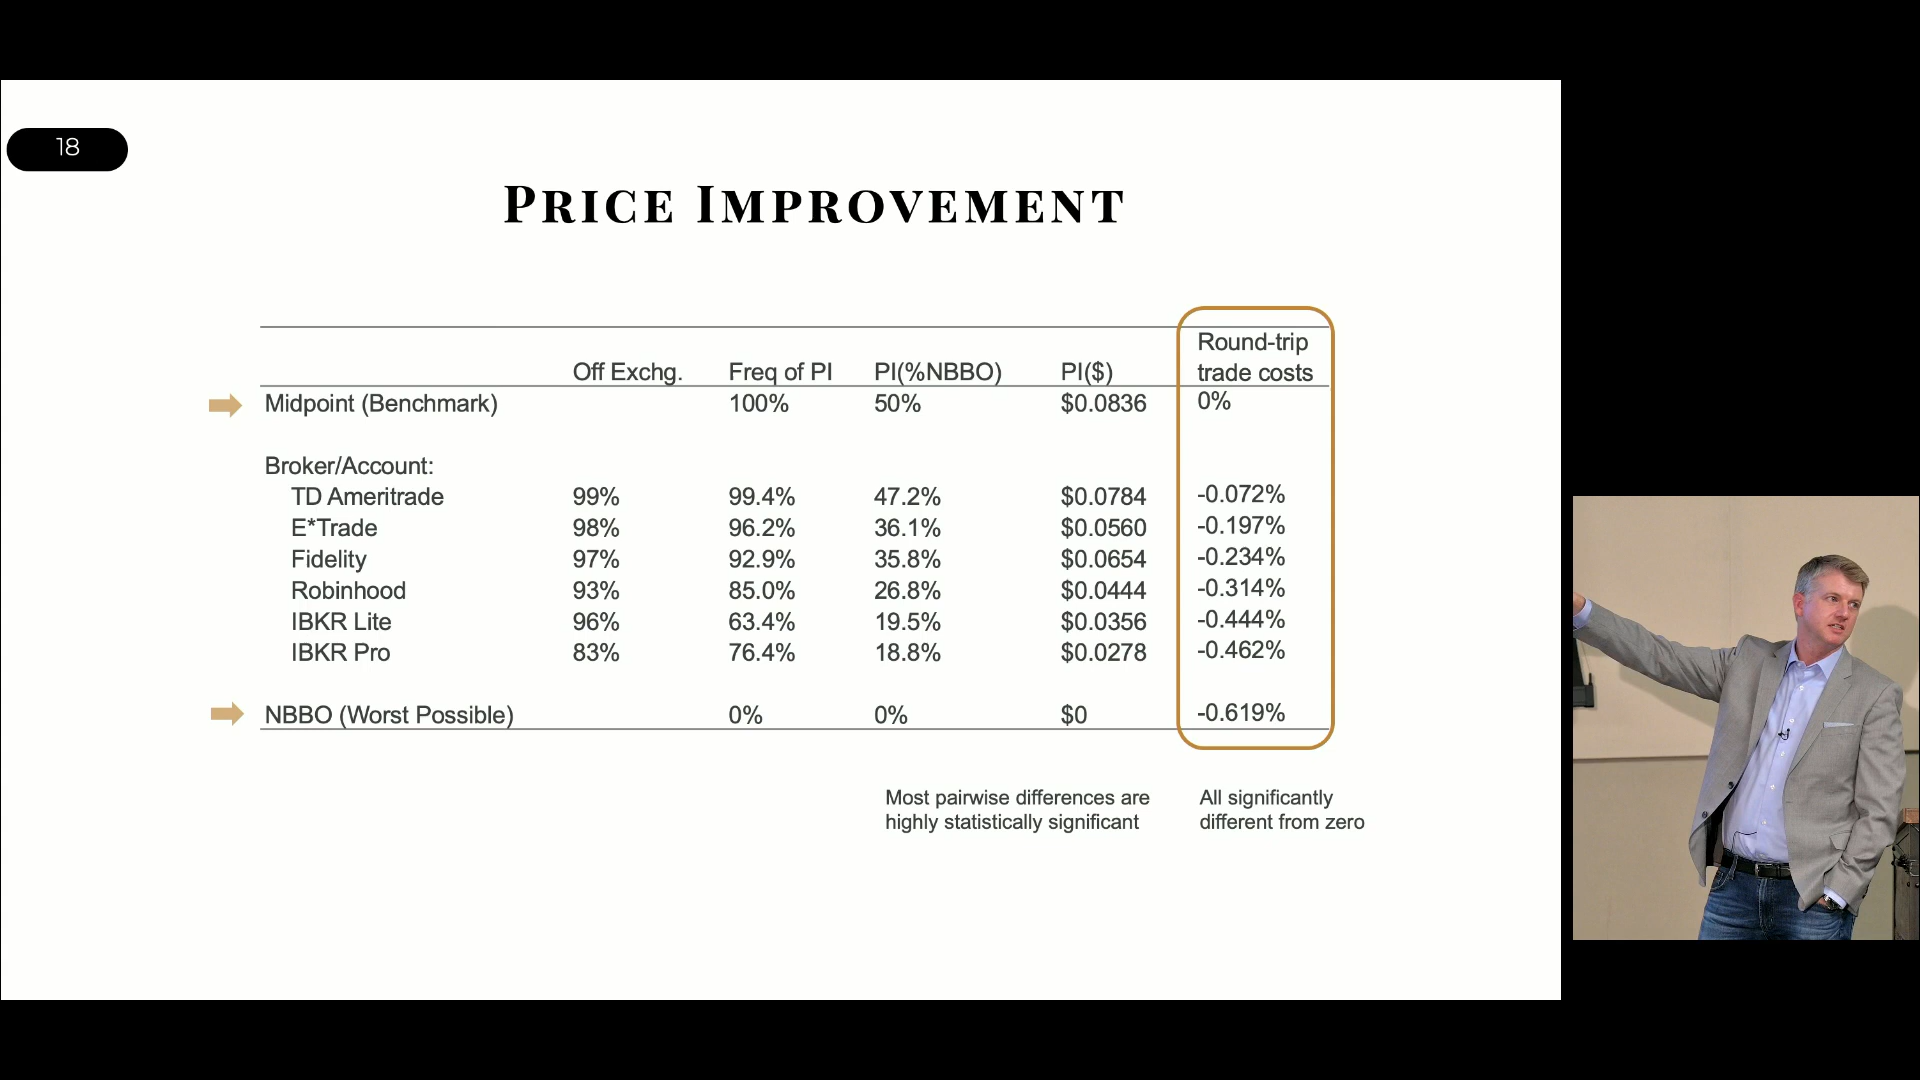 18
PRICE IMPROVEMENT
Round-trip
Off Exchg. Freq of PI PI(%NBBO) PI($) trade costs
Midpoint (Benchmark) 100% 50% $0.0836 0%
Broker/Account:
TD Ameritrade 99% 99.4% 47.2% $0.0784 -0.072%
E*Trade 98% 96.2% 36.1% $0.0560 -0.197%
Fidelity 97% 92.9% 35.8% $0.0654 -0.234%
Robinhood 93% 85.0% 26.8% $0.0444 -0.314%
IBKR Lite 96% 63.4% 19.5% $0.0356 -0.444%
IBKR Pro 83% 76.4% 18.8% $0.0278 -0.462%
NBBO (Worst Possible) 0% 0% $0 -0.619%
Most pairwise differences are
highly statistically significant
All significantly
different from zero